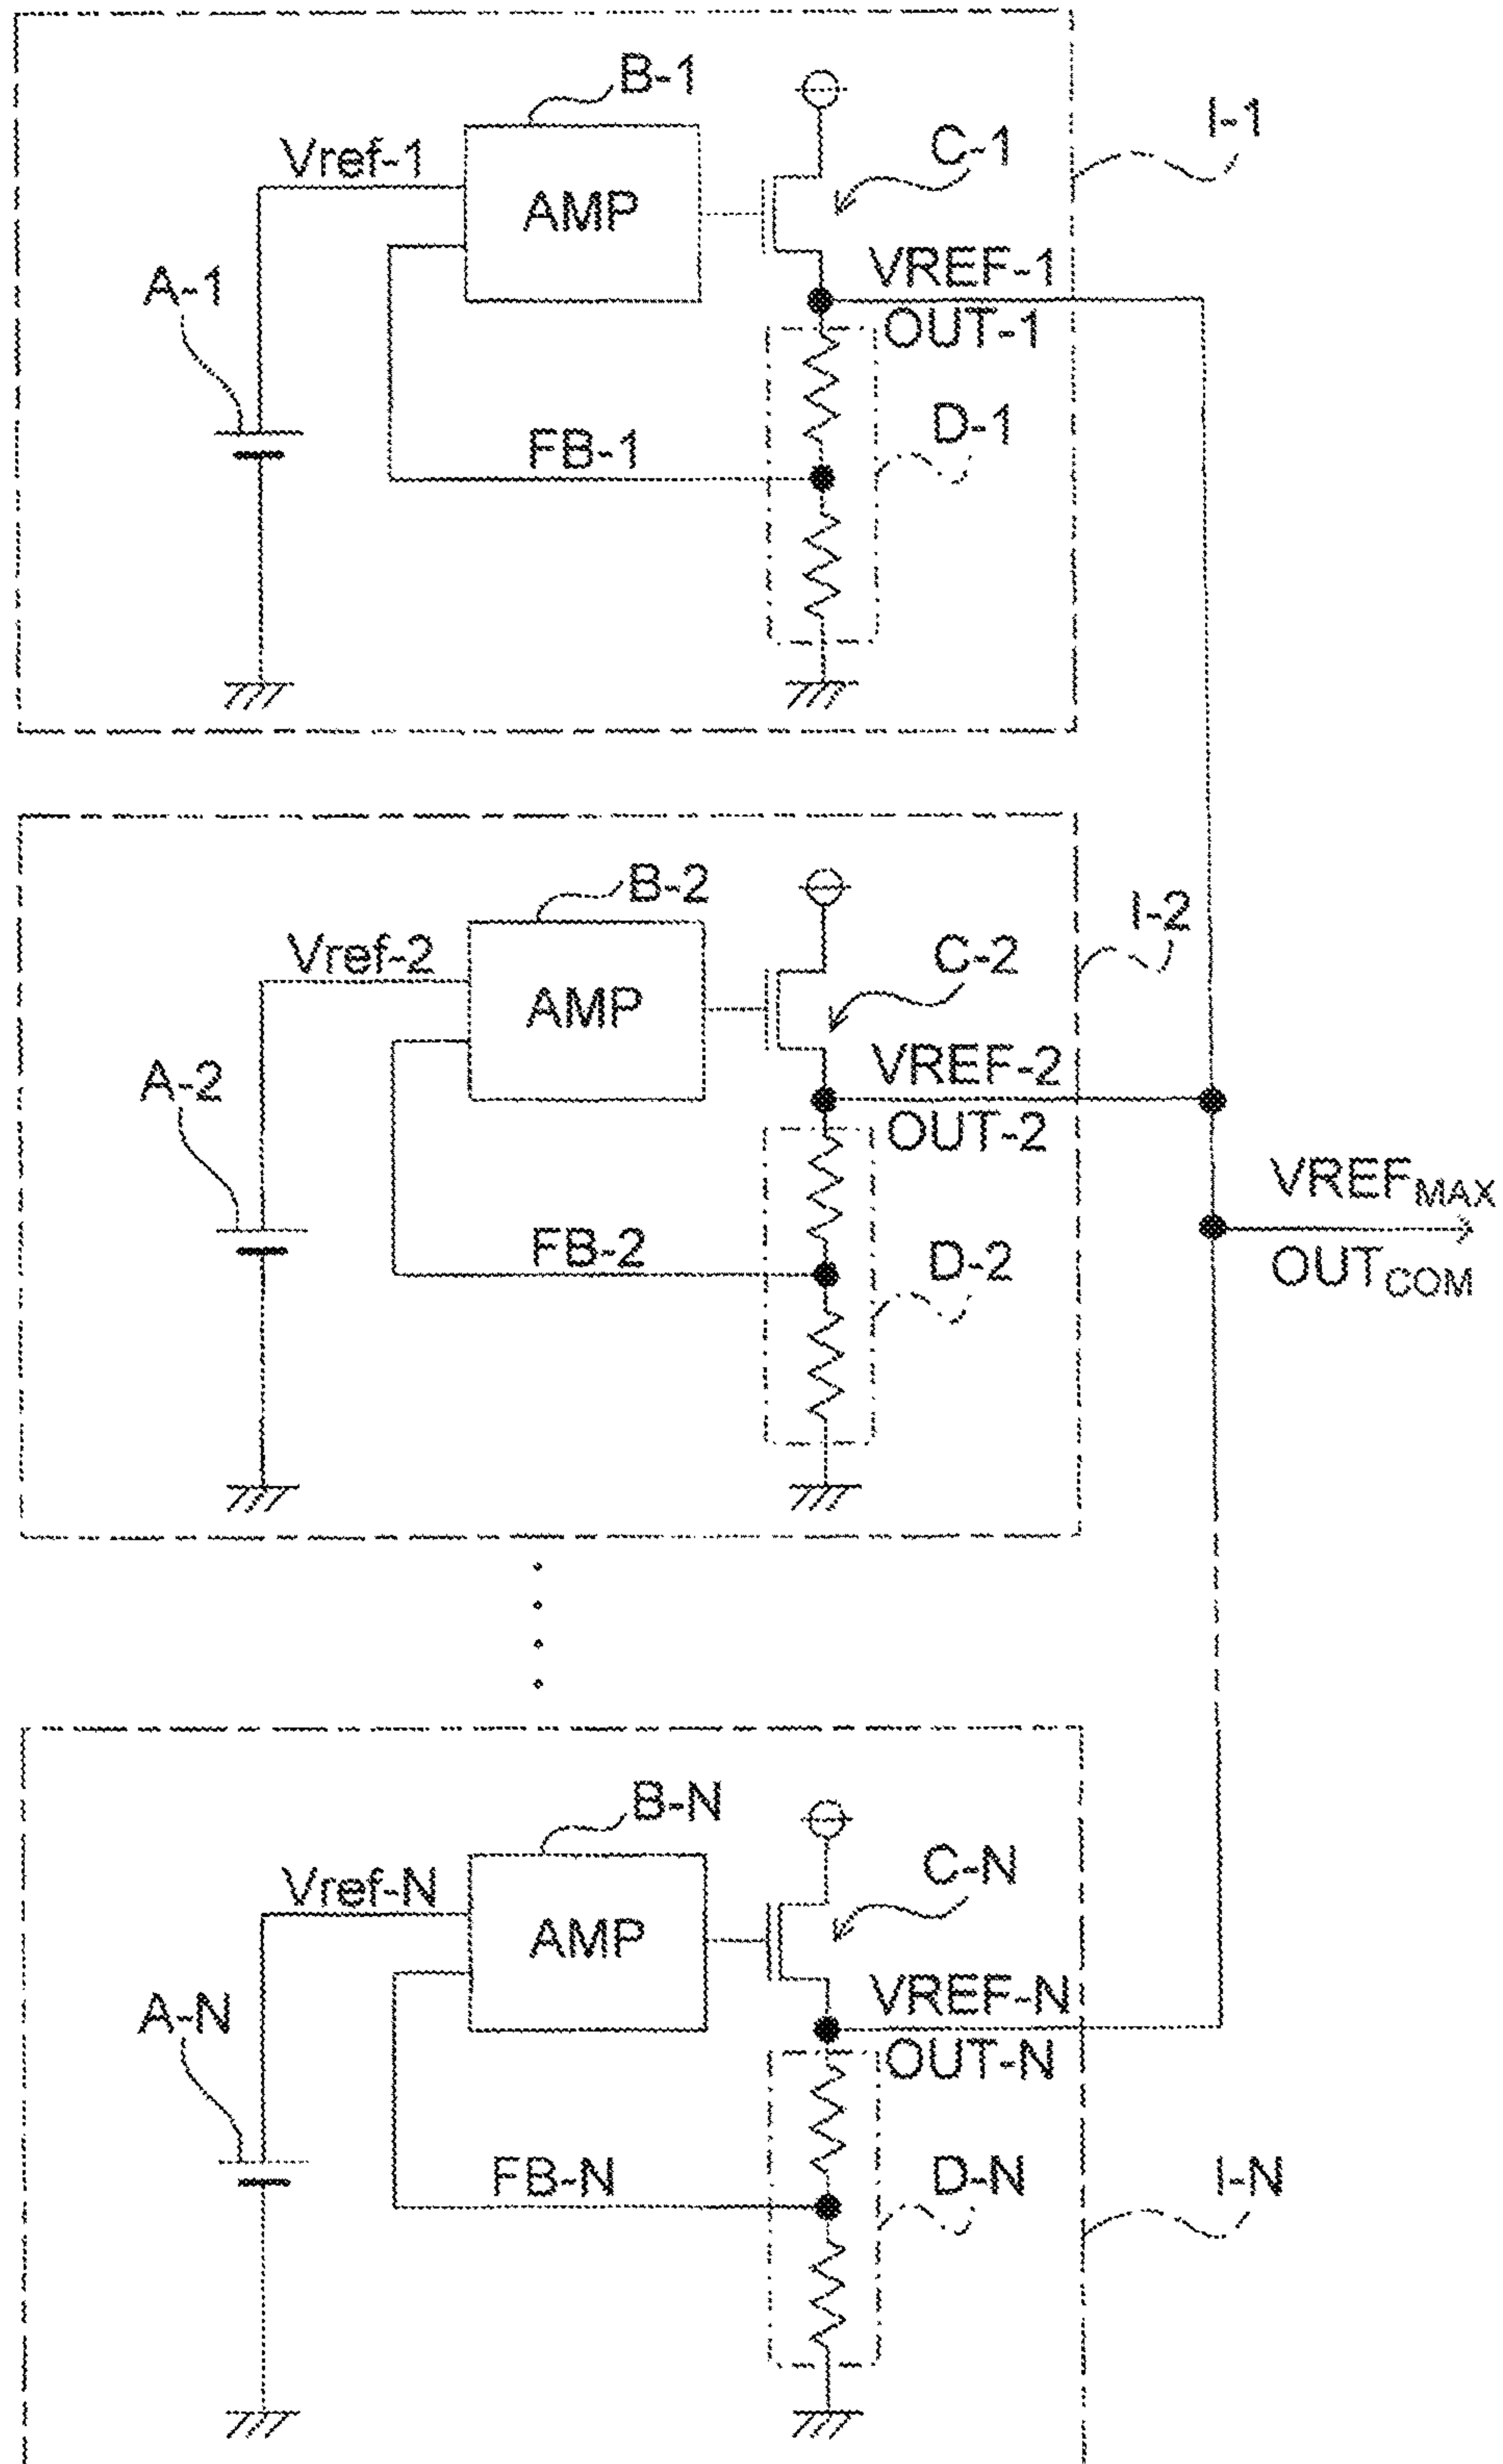 B-1
I-1
Vref-1
C-1
AMP
VREF-1
A-1
OUT-1
D-1
FB-1
B-2
I-2
Vref-2
C-2
AMP
VREF-2
A-2
OUT-2
VREFMAX
FB-2
D-2
OUTCOM
B-N
Vref-N
C-N
AMP
VREF-N
A-N
OUT-N
FB-N
D-N
I-N